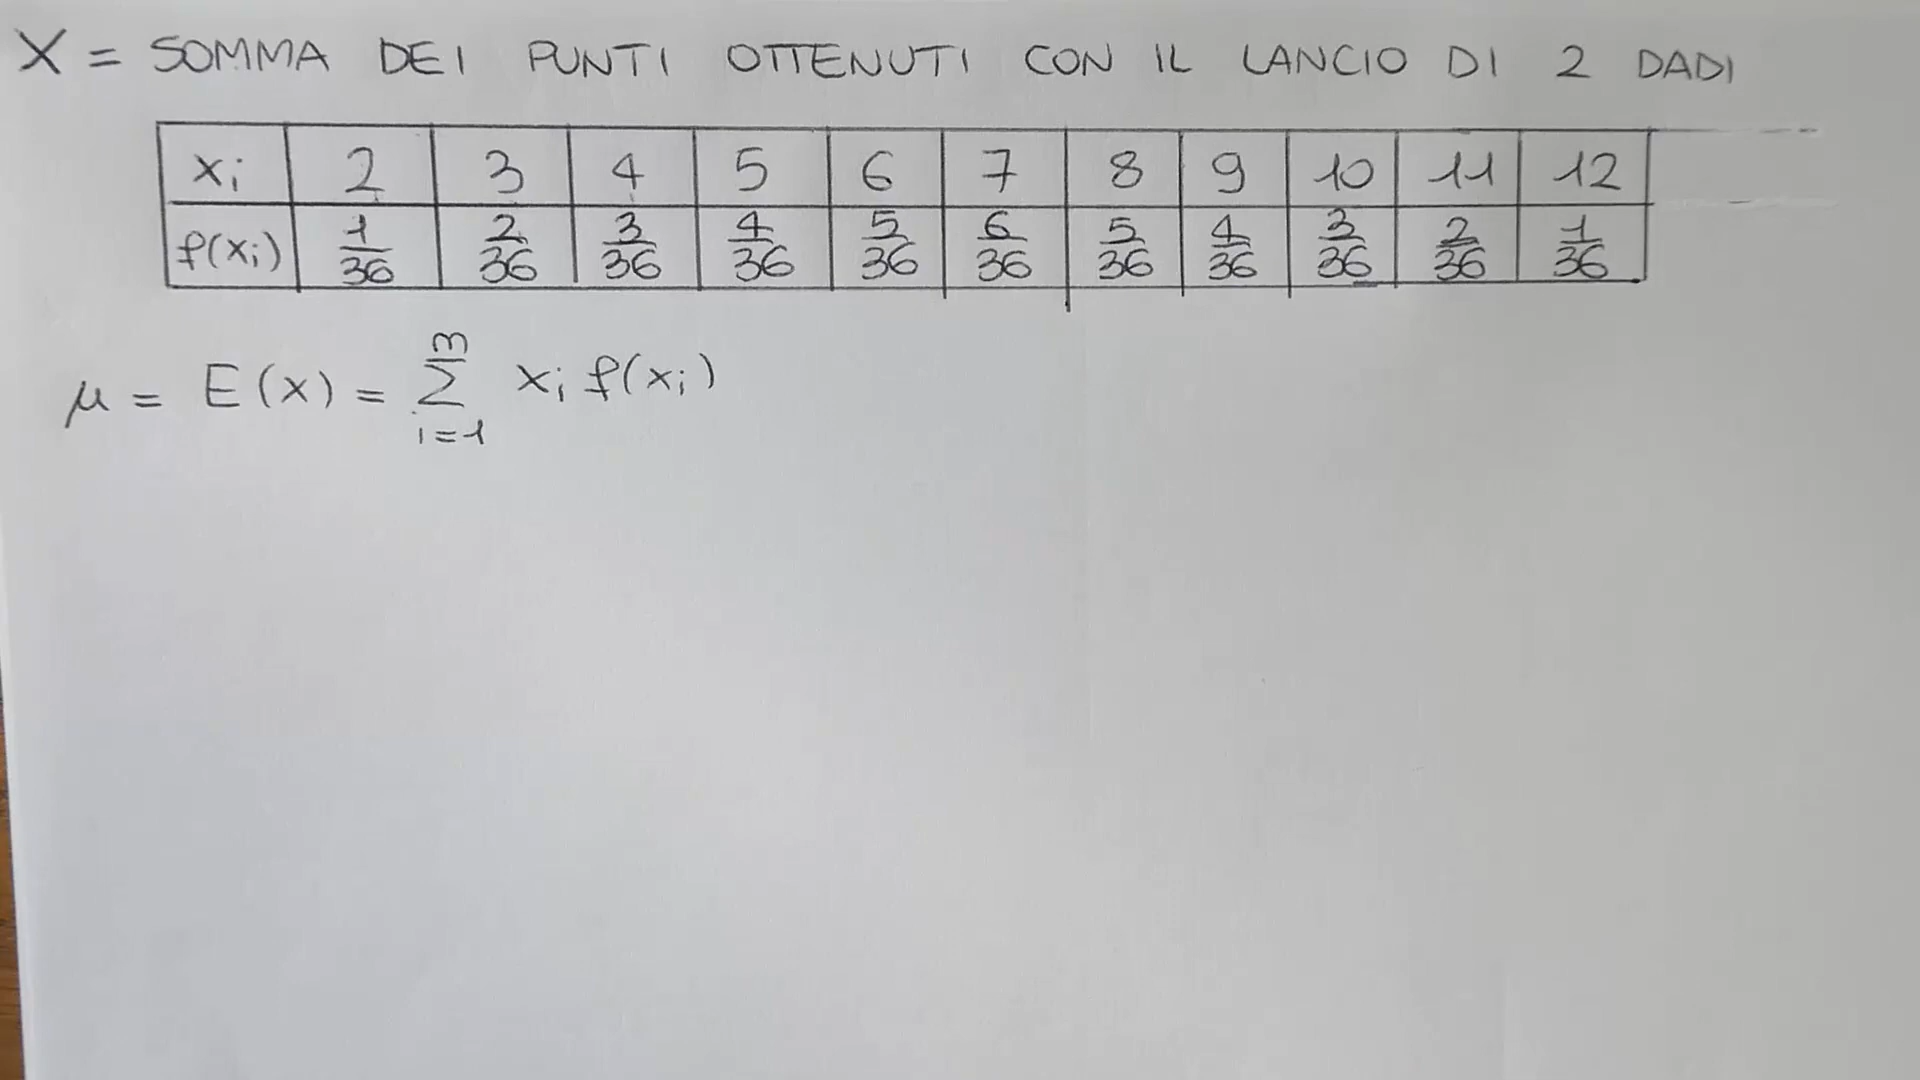 X = SOMMA DEI PUNTI OTTENUTI CON IL LANCIO DI 2 DADI
xi 2 3 4 5 6 7 8 9 10 11 12
f(xi) 1/36 2/36 3/36 4/36 5/36 6/36 5/36 4/36 3/36 2/36 1/36
μ = E(x) = Σ m i=1 xi f(xi)